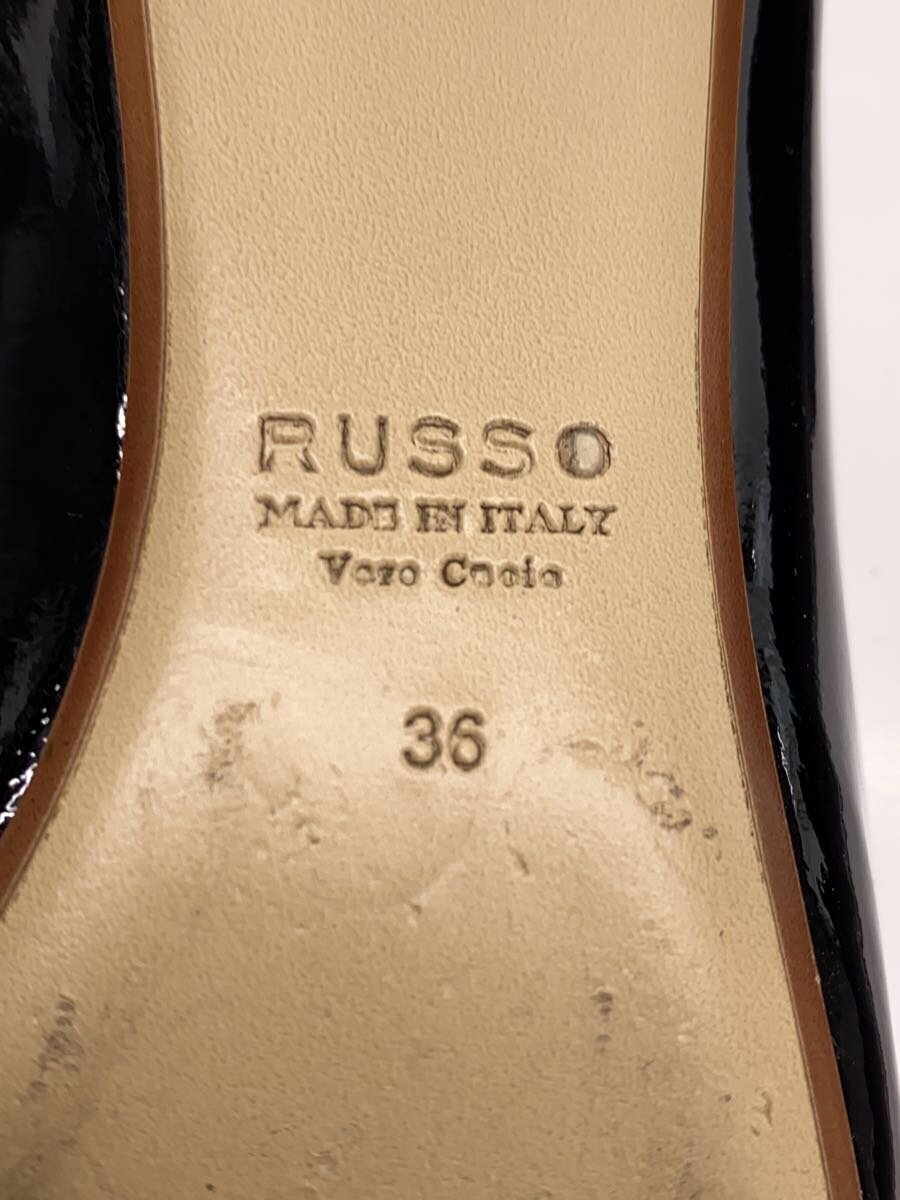 RUSSO
MADE IN ITALY
Vero Cuoio
36